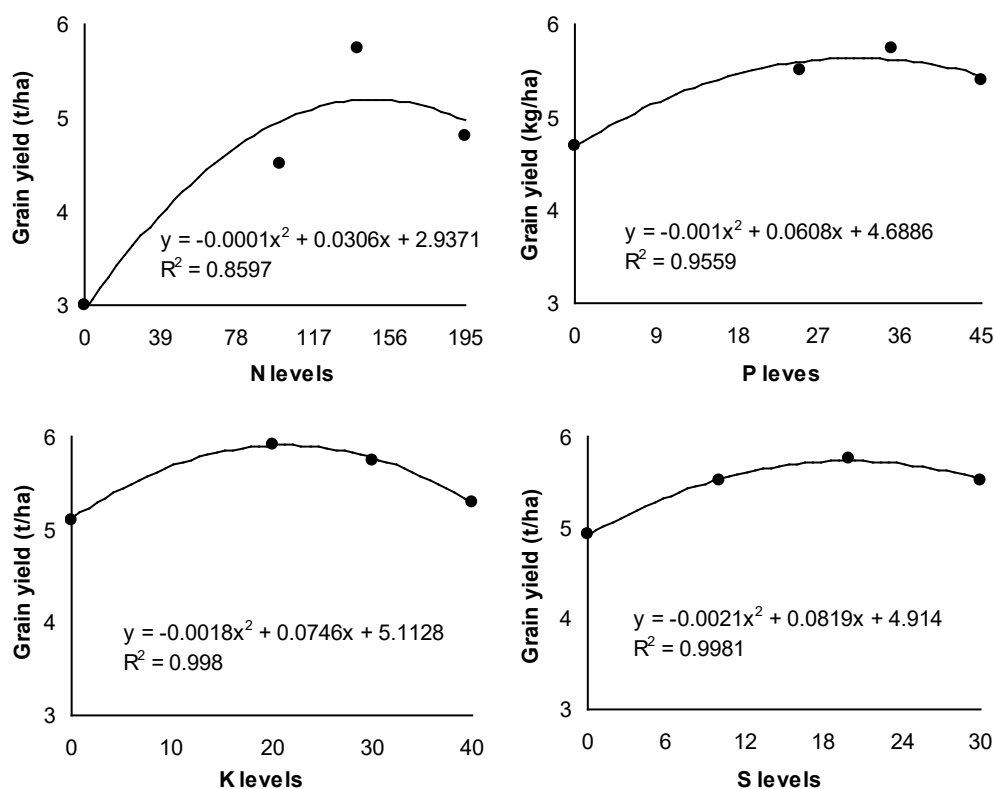 6
5
4
3
Grain yield (t/ha)
y = -0.0001x² + 0.0306x + 2.9371
R² = 0.8597
0 39 78 117 156 195
N levels
6
5
4
3
Grain yield (kg/ha)
y = -0.001x² + 0.0608x + 4.6886
R² = 0.9559
0 9 18 27 36 45
P leves
6
5
4
3
Grain yield (t/ha)
y = -0.0018x² + 0.0746x + 5.1128
R² = 0.998
0 10 20 30 40
K levels
6
5
4
3
Grain yield (t/ha)
y = -0.0021x² + 0.0819x + 4.914
R² = 0.9981
0 6 12 18 24 30
S levels